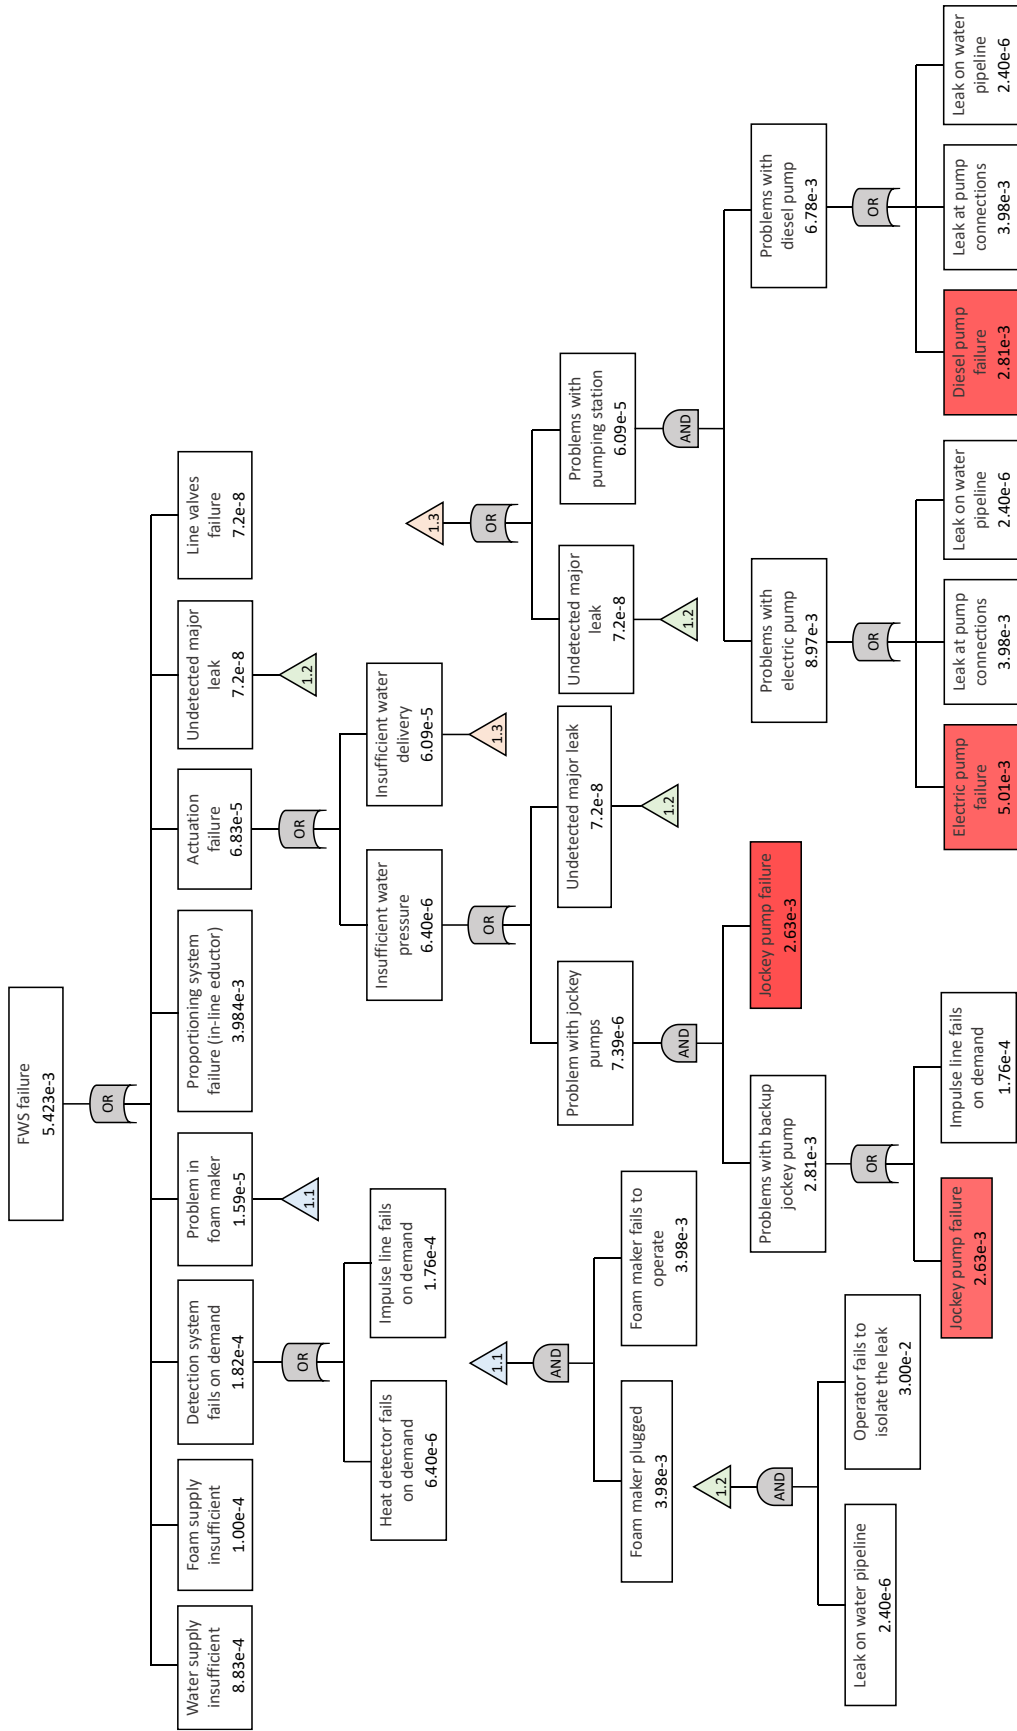 FWS failure
5.423e-3
OR
Water supply
insufficient
8.83e-4
Foam supply
insufficient
1.00e-4
Detection system
fails on demand
1.82e-4
Problem in
foam maker
1.59e-5
Proportioning system
failure (in-line eductor)
3.984e-3
Actuation
failure
6.83e-5
Undetected major
leak
7.2e-8
Line valves
failure
7.2e-8
OR
1.1
OR
1.2
Heat detector fails
on demand
6.40e-6
Impulse line fails
on demand
1.76e-4
Insufficient water
pressure
6.40e-6
Insufficient water
delivery
6.09e-5
1.3
1.1
AND
OR
1.3
OR
Foam maker plugged
3.98e-3
Foam maker fails to
operate
3.98e-3
Problem with jockey
pumps
7.39e-6
Undetected major leak
7.2e-8
Undetected major
leak
7.2e-8
Problems with
pumping station
6.09e-5
AND
1.2
1.2
AND
1.2
AND
Problems with backup
jockey pump
2.81e-3
Jockey pump failure
2.63e-3
Problems with
electric pump
8.97e-3
Problems with
diesel pump
6.78e-3
Leak on water pipeline
2.40e-6
Operator fails to
isolate the leak
3.00e-2
OR
OR
OR
Jockey pump failure
2.63e-3
Impulse line fails
on demand
1.76e-4
Electric pump
failure
5.01e-3
Leak at pump
connections
3.98e-3
Leak on water
pipeline
2.40e-6
Diesel pump
failure
2.81e-3
Leak at pump
connections
3.98e-3
Leak on water
pipeline
2.40e-6